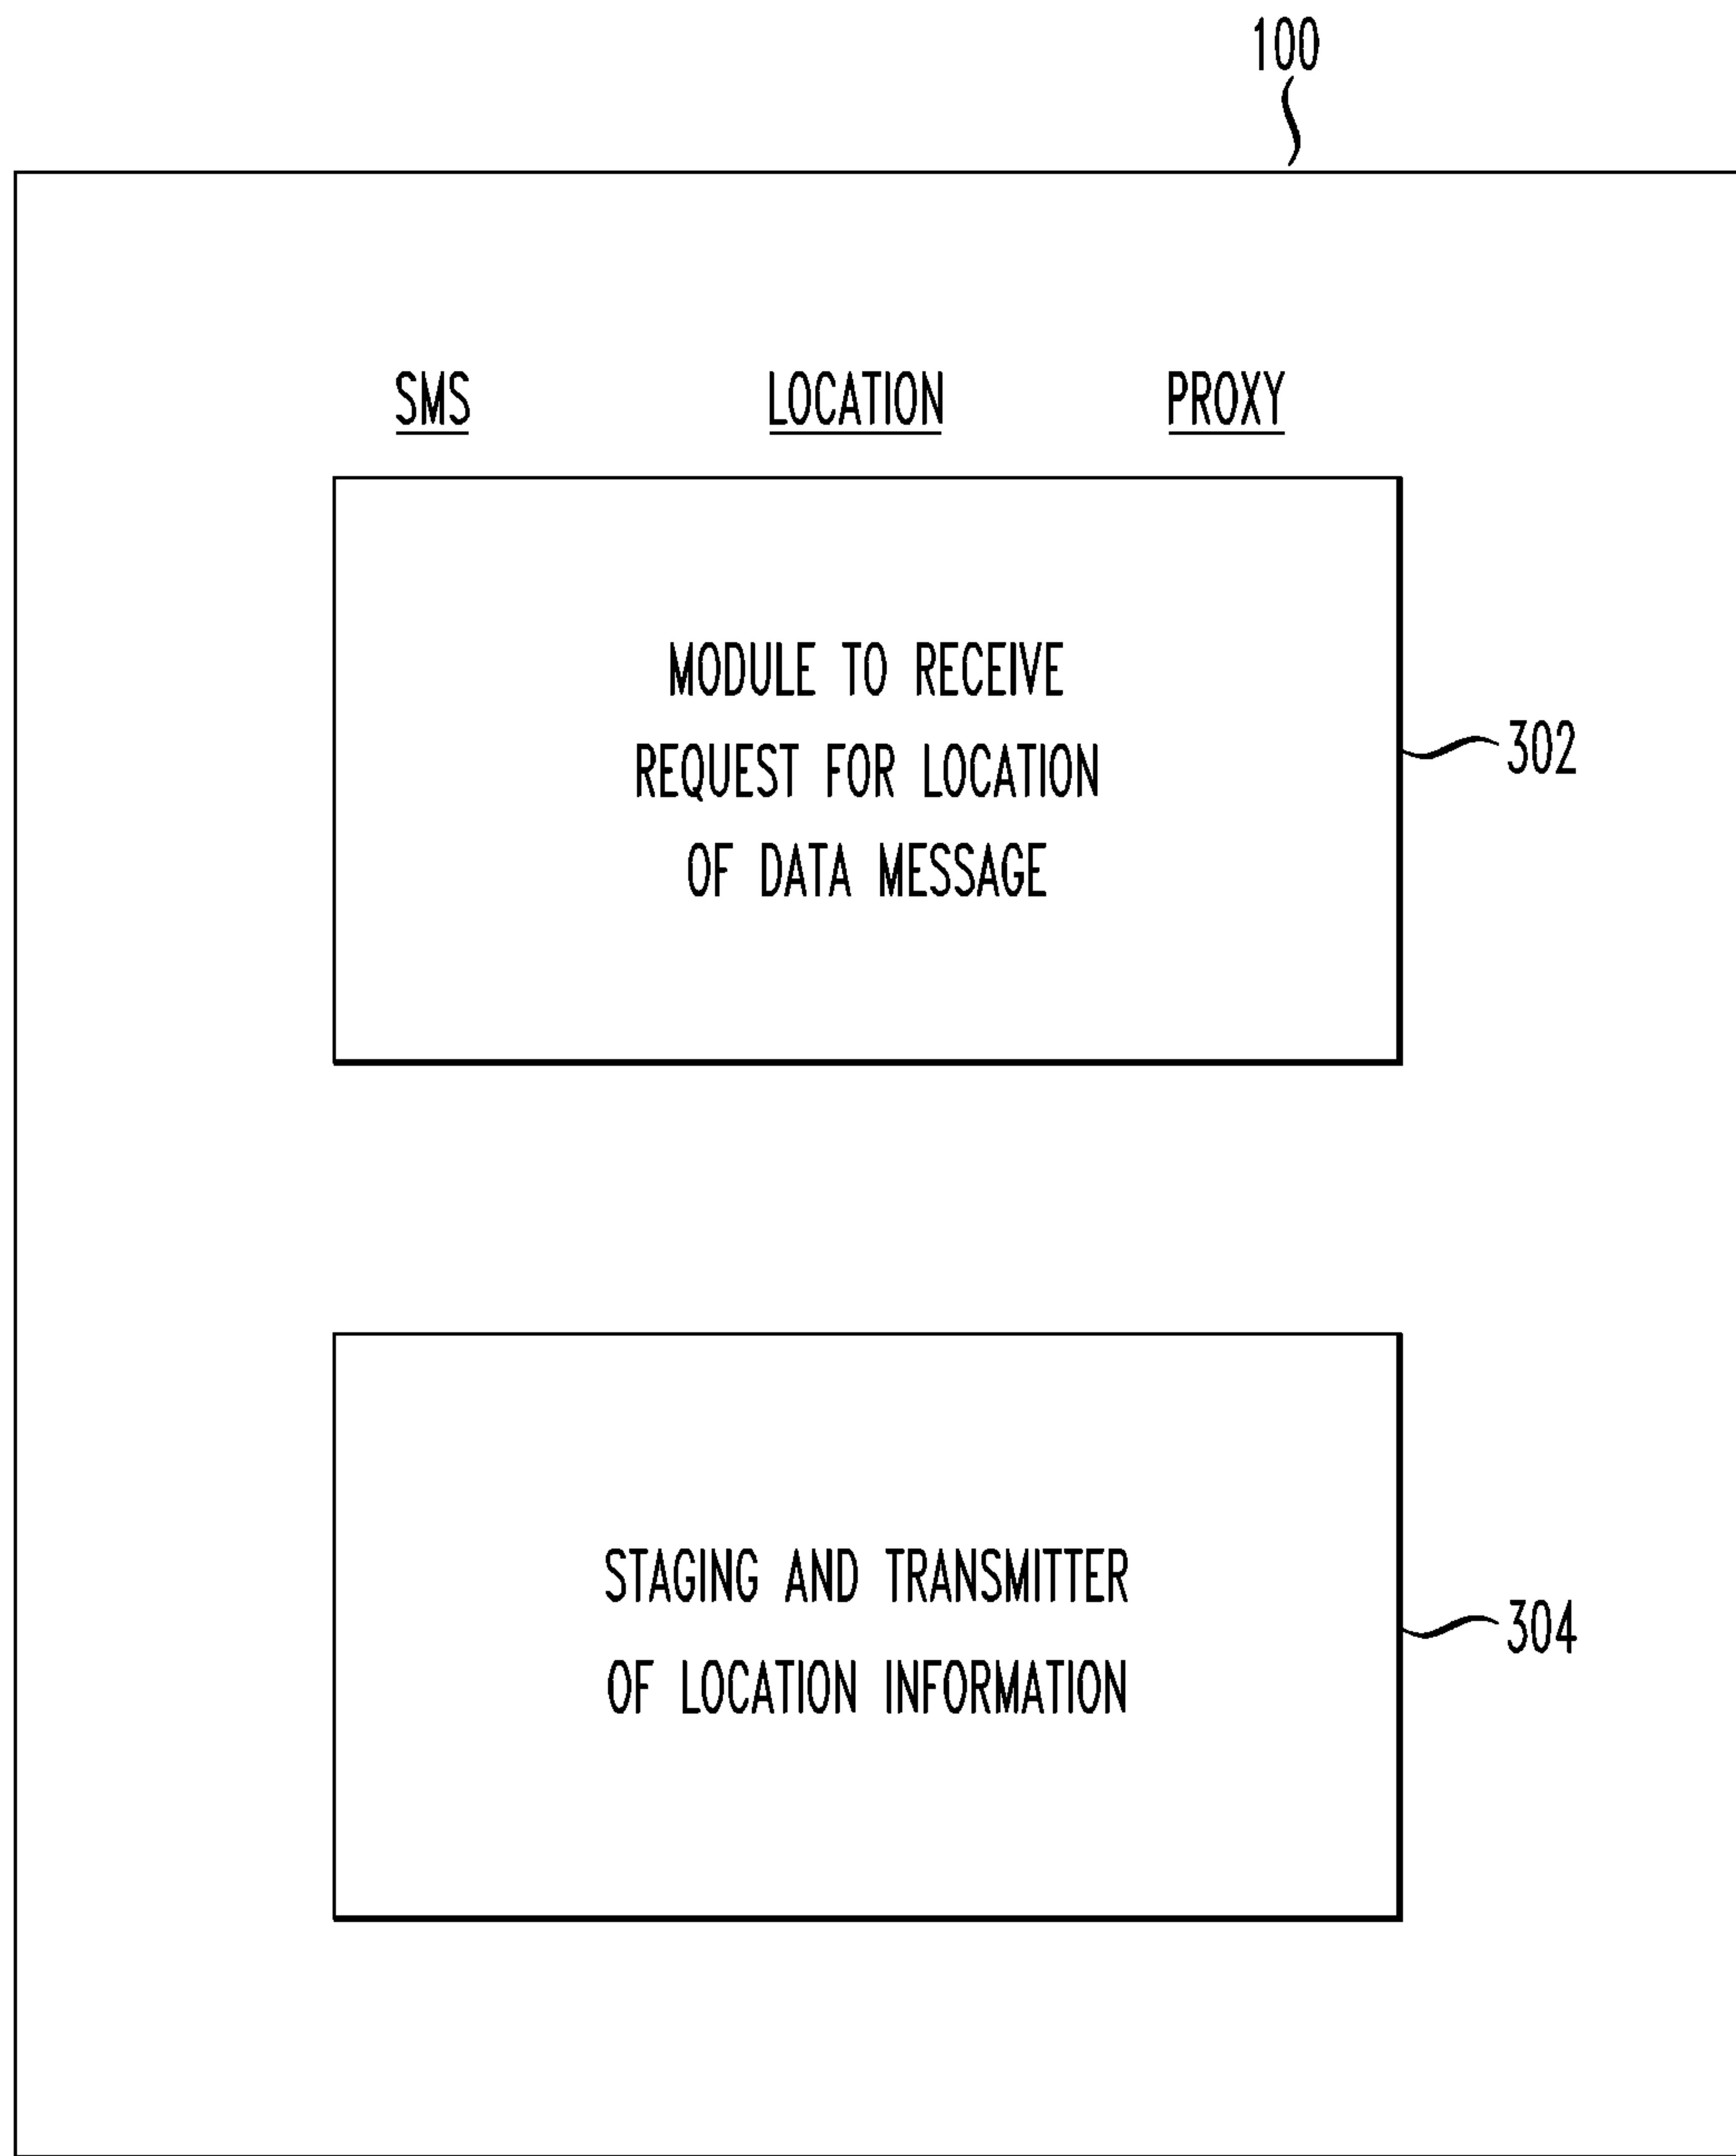 100
SMS LOCATION PROXY
MODULE TO RECEIVE
REQUEST FOR LOCATION
OF DATA MESSAGE
302
STAGING AND TRANSMITTER
OF LOCATION INFORMATION
304